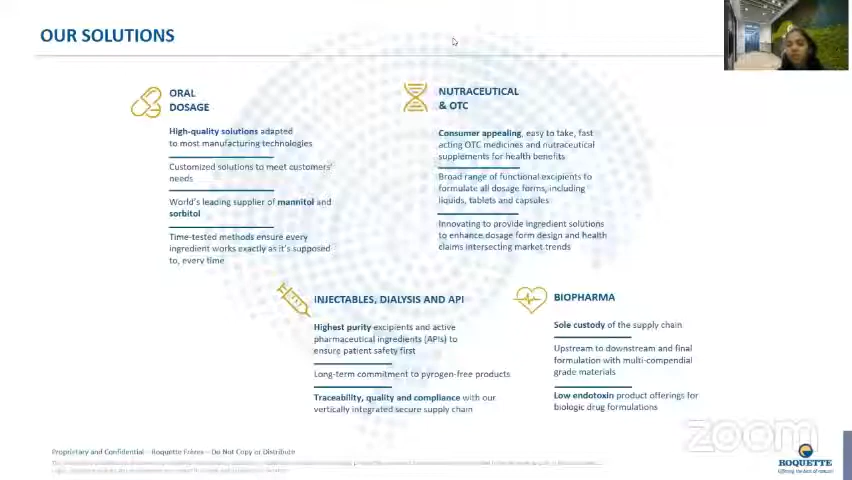 OUR SOLUTIONS
ORAL
DOSAGE
High-quality solutions adapted
to most manufacturing technologies
Customized solutions to meet customers'
needs
World's leading supplier of mannitol and
sorbitol
Time-tested methods ensure every
ingredient works exactly as it's supposed
to, every time
NUTRACEUTICAL
& OTC
Consumer appealing, easy to take, fast
acting OTC medicines and nutraceutical
supplements for health benefits
Broad range of functional excipients to
formulate all dosage forms, including
liquids, tablets and capsules
Innovating to provide ingredient solutions
to enhance dosage form design and health
claims intersecting market trends
INJECTABLES, DIALYSIS AND API
Highest purity excipients and active
pharmaceutical ingredients (APIs) to
ensure patient safety first
Long-term commitment to pyrogen-free products
Traceability, quality and compliance with our
vertically integrated secure supply chain
BIOPHARMA
Sole custody of the supply chain
Upstream to downstream and final
formulation with multi-compendial
grade materials
Low endotoxin product offerings for
biologic drug formulations
zoom
Proprietary and Confidential – Roquette Frères – Do Not Copy or Distribute
ROQUETTE
Offering the best of nature